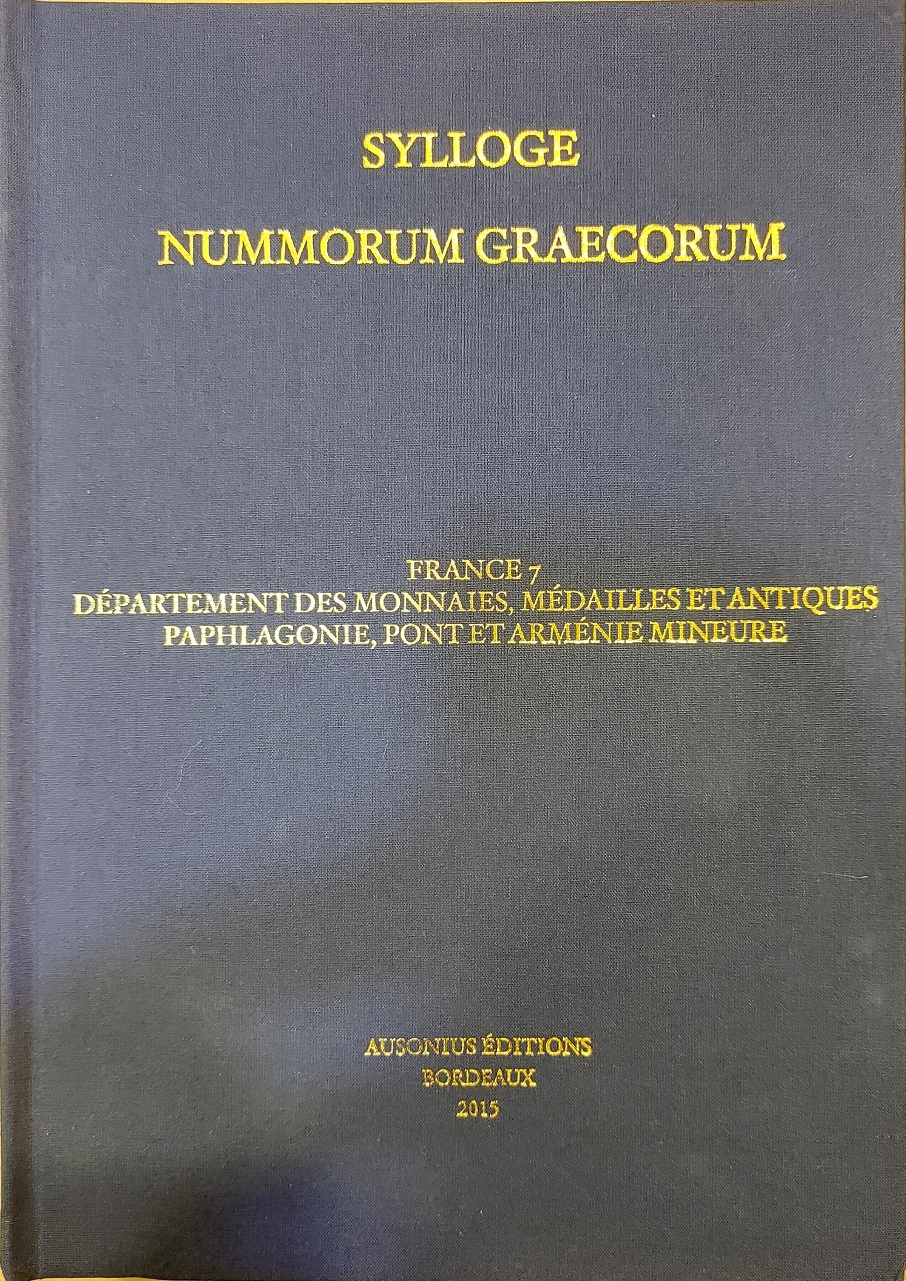 SYLLOGE
NUMMORUM GRAECORUM
FRANCE 7
DÉPARTEMENT DES MONNAIES, MÉDAILLES ET ANTIQUES
PAPHLAGONIE, PONT ET ARMÉNIE MINEURE
AUSONIUS ÉDITIONS
BORDEAUX
2015